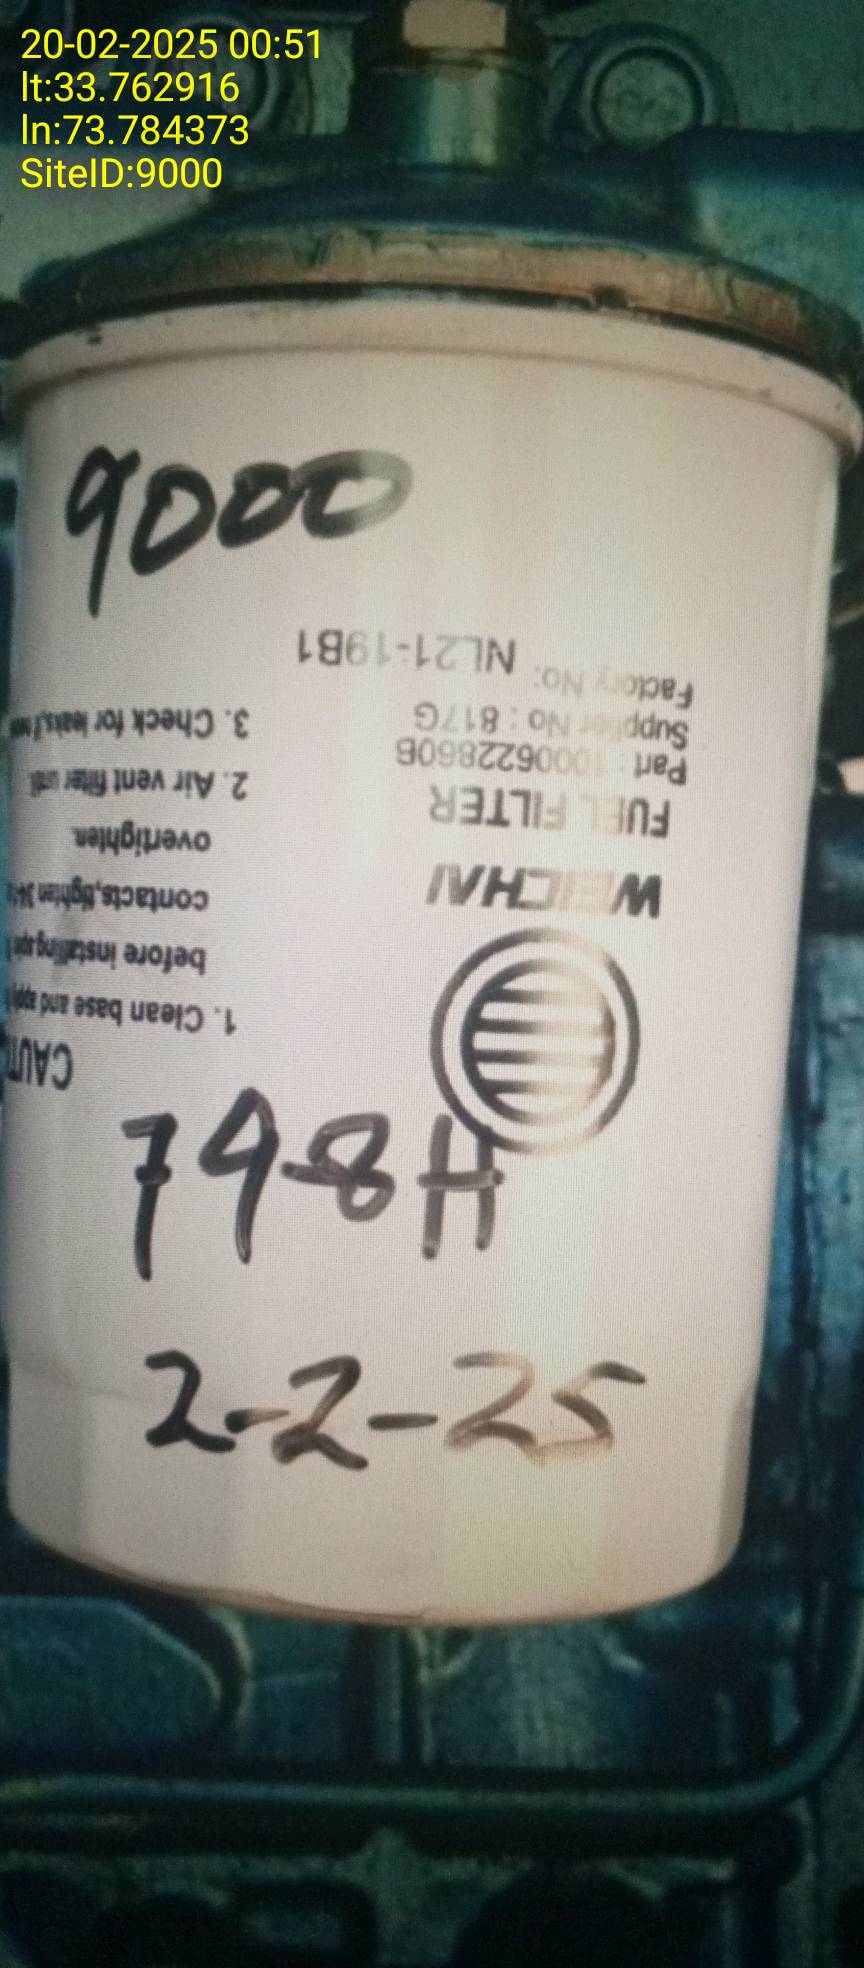 20-02-2025 00:51
lt:33.762916
ln:73.784373
SiteID:9000
9000
798H
2-2-25
WEICHAI
FUEL FILTER
Part : 1000622860B
Supplier No : 817G
Factory No: NL21-19B1
1. Clean base and
before installing
contacts,tighten
overtighten.
2. Air vent filter until
3. Check for leaks,if